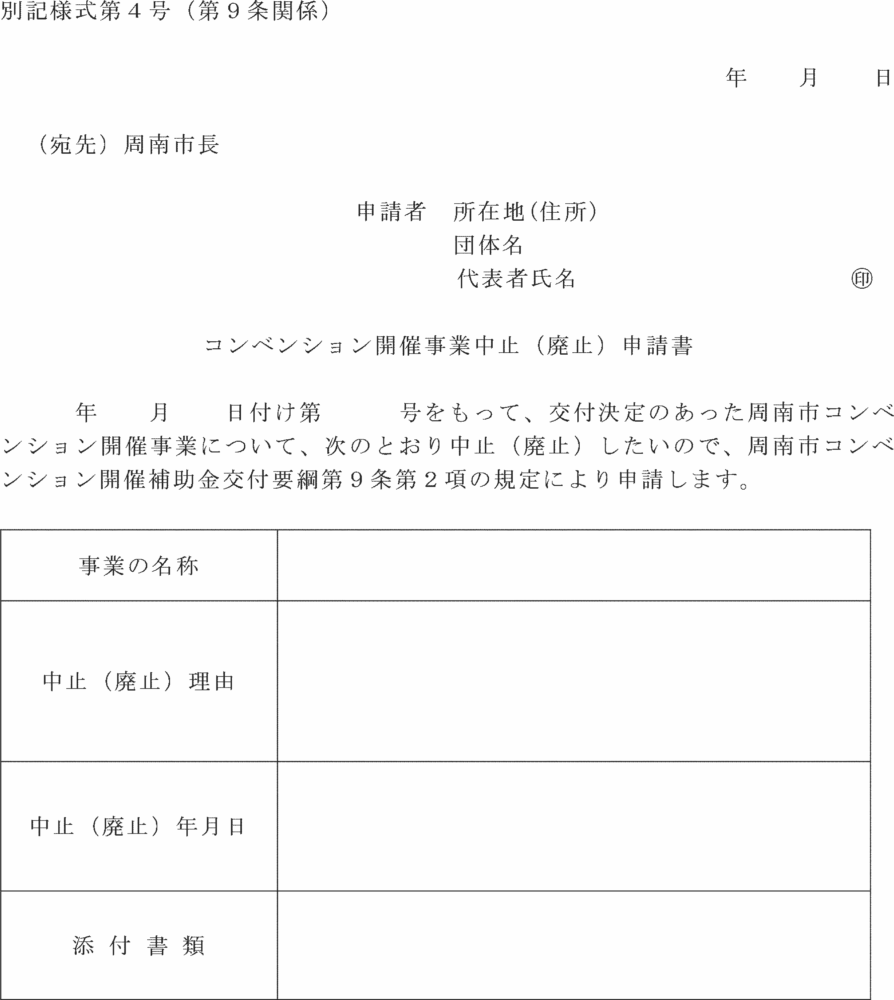 別記様式第４号（第９条関係）
年　　月　　日
（宛先）周南市長
申請者　所在地(住所)
団体名
代表者氏名　　　　　　　　　　　㊞
コンベンション開催事業中止（廃止）申請書
年　　月　　日付け第　　　号をもって、交付決定のあった周南市コンベ
ンション開催事業について、次のとおり中止（廃止）したいので、周南市コンベ
ンション開催補助金交付要綱第９条第２項の規定により申請します。
事業の名称
中止（廃止）理由
中止（廃止）年月日
添 付 書 類